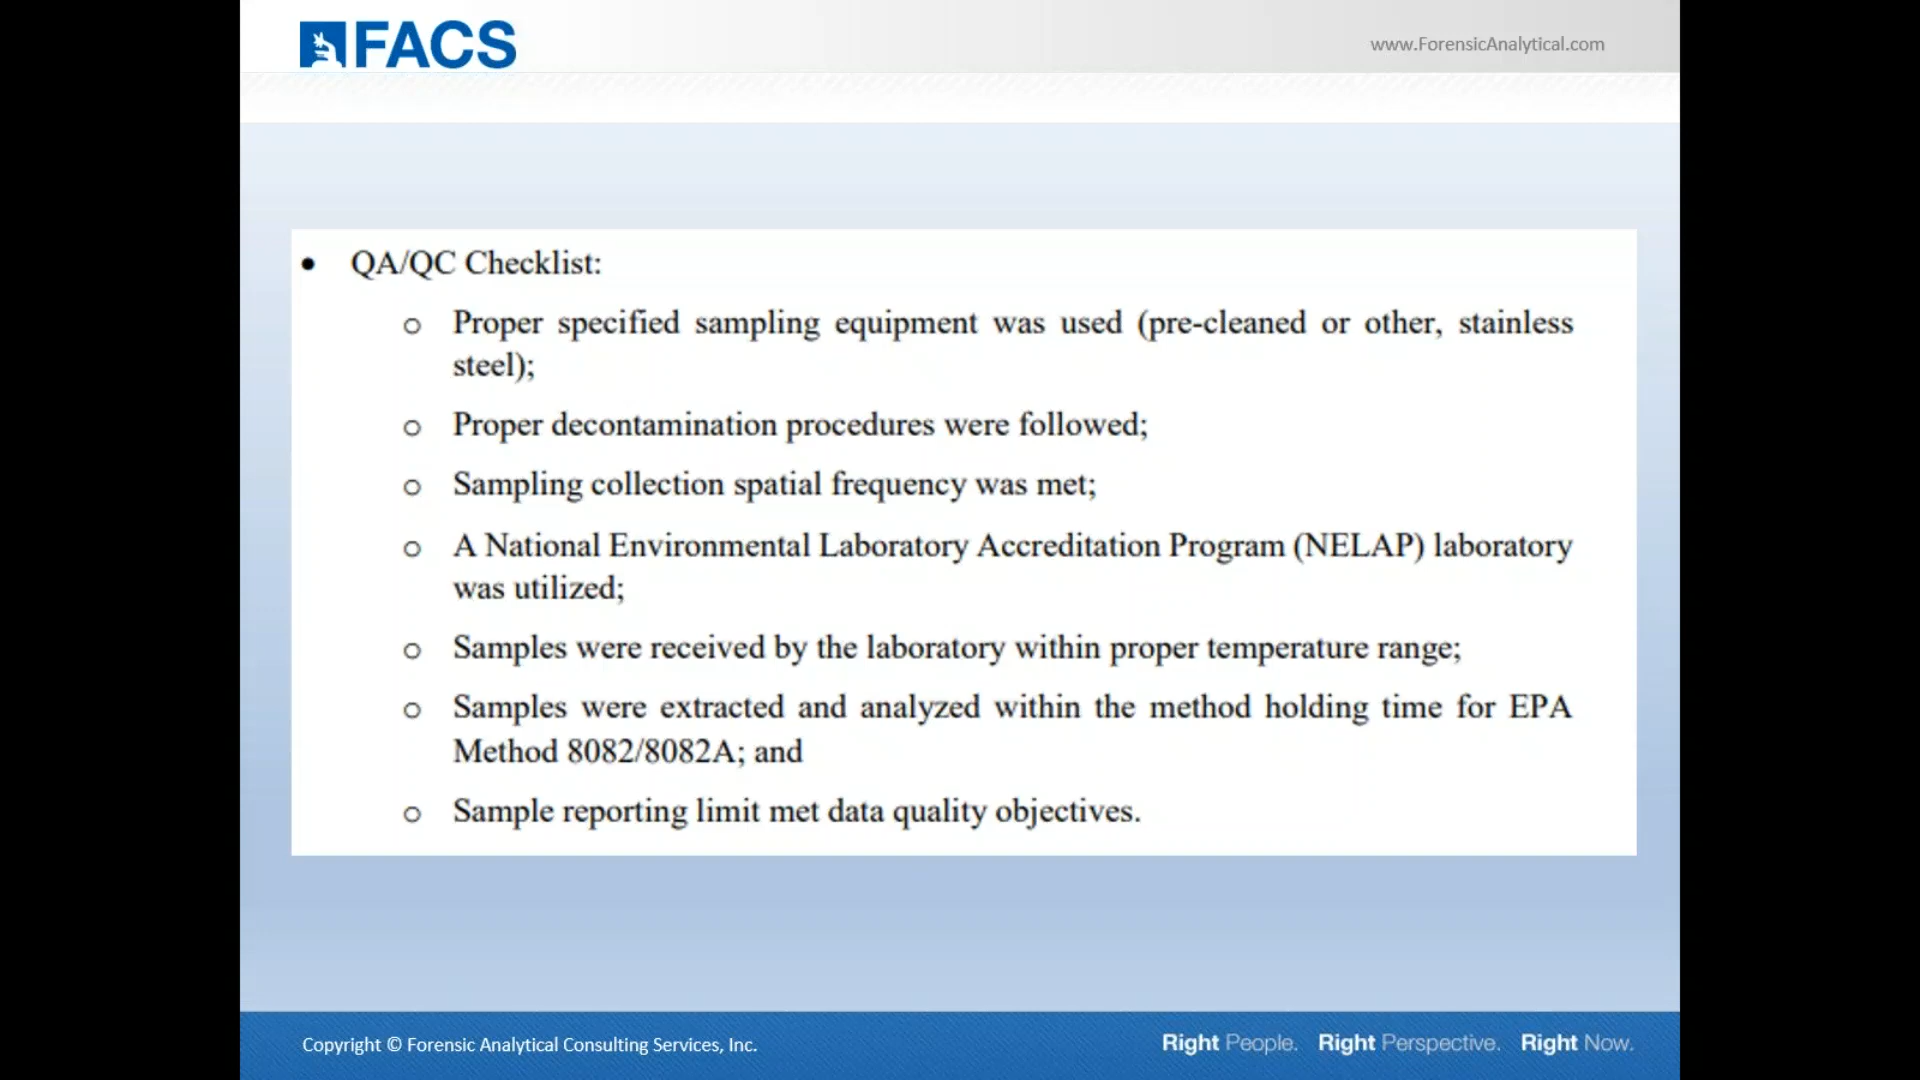 FACS
www.ForensicAnalytical.com
• QA/QC Checklist:
o Proper specified sampling equipment was used (pre-cleaned or other, stainless
steel);
o Proper decontamination procedures were followed;
o Sampling collection spatial frequency was met;
o A National Environmental Laboratory Accreditation Program (NELAP) laboratory
was utilized;
o Samples were received by the laboratory within proper temperature range;
o Samples were extracted and analyzed within the method holding time for EPA
Method 8082/8082A; and
o Sample reporting limit met data quality objectives.
Copyright © Forensic Analytical Consulting Services, Inc.
Right People. Right Perspective. Right Now.